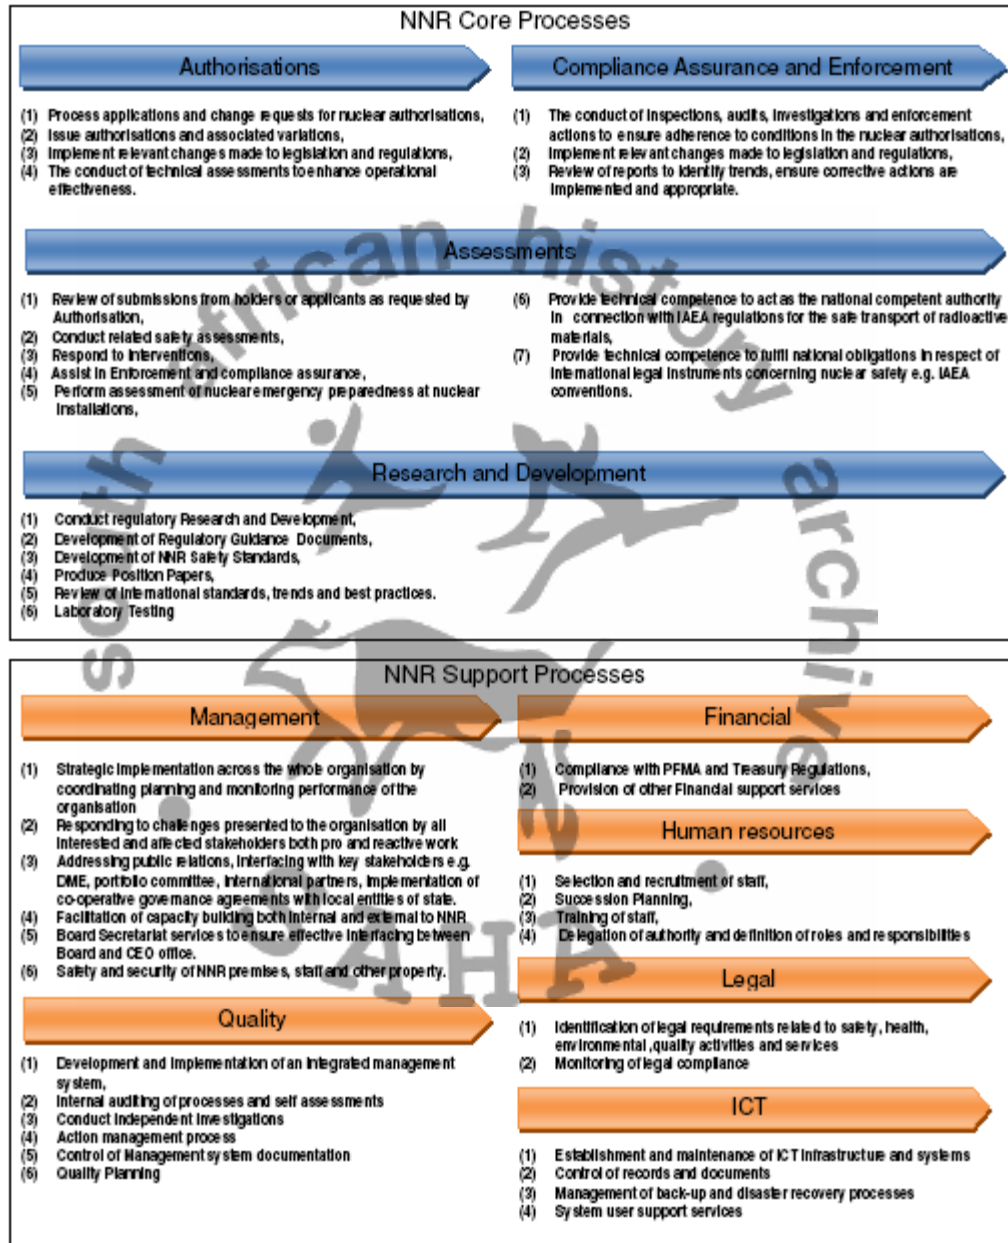 NNR Core Processes
Authorisations
(1) Process applications and change requests for nuclear authorisations,
(2) Issue authorisations and associated variations,
(3) Implement relevant changes made to legislation and regulations,
(4) The conduct of technical assessments to enhance operational
effectiveness.
Compliance Assurance and Enforcement
(1) The conduct of inspections, audits, investigations and enforcement
actions to ensure adherence to conditions in the nuclear authorisations,
(2) Implement relevant changes made to legislation and regulations,
(3) Review of reports to identify trends, ensure corrective actions are
implemented and appropriate.
Assessments
(1) Review of submissions from holders or applicants as requested by
Authorisation,
(2) Conduct related safety assessments,
(3) Respond to interventions,
(4) Assist in Enforcement and compliance assurance,
(5) Perform assessment of nuclear emergency preparedness at nuclear
installations,
(6) Provide technical competence to act as the national competent authority
in connection with IAEA regulations for the safe transport of radioactive
materials,
(7) Provide technical competence to fulfil national obligations in respect of
international legal instruments concerning nuclear safety e.g. IAEA
conventions.
Research and Development
(1) Conduct regulatory Research and Development,
(2) Development of Regulatory Guidance Documents,
(3) Development of NNR Safety Standards,
(4) Produce Position Papers,
(5) Review of international standards, trends and best practices.
(6) Laboratory Testing
NNR Support Processes
Management
(1) Strategic implementation across the whole organisation by
coordinating planning and monitoring performance of the
organisation
(2) Responding to challenges presented to the organisation by all
interested and affected stakeholders both pro and reactive work
(3) Addressing public relations, interfacing with key stakeholders e.g.
DME, portfolio committee, international partners, implementation of
co-operative governance agreements with local entities of state.
(4) Facilitation of capacity building both internal and external to NNR
(5) Board Secretariat services to ensure effective interfacing between
Board and CEO office.
(6) Safety and security of NNR premises, staff and other property.
Quality
(1) Development and implementation of an integrated management
system,
(2) Internal auditing of processes and self assessments
(3) Conduct independent investigations
(4) Action management process
(5) Control of Management system documentation
(6) Quality Planning
Financial
(1) Compliance with PFMA and Treasury Regulations,
(2) Provision of other Financial support services
Human resources
(1) Selection and recruitment of staff,
(2) Succession Planning,
(3) Training of staff,
(4) Delegation of authority and definition of roles and responsibilities
Legal
(1) Identification of legal requirements related to safety, health,
environmental ,quality activities and services
(2) Monitoring of legal compliance
ICT
(1) Establishment and maintenance of ICT infrastructure and systems
(2) Control of records and documents
(3) Management of back-up and disaster recovery processes
(4) System user support services
south african history archive
SAHA